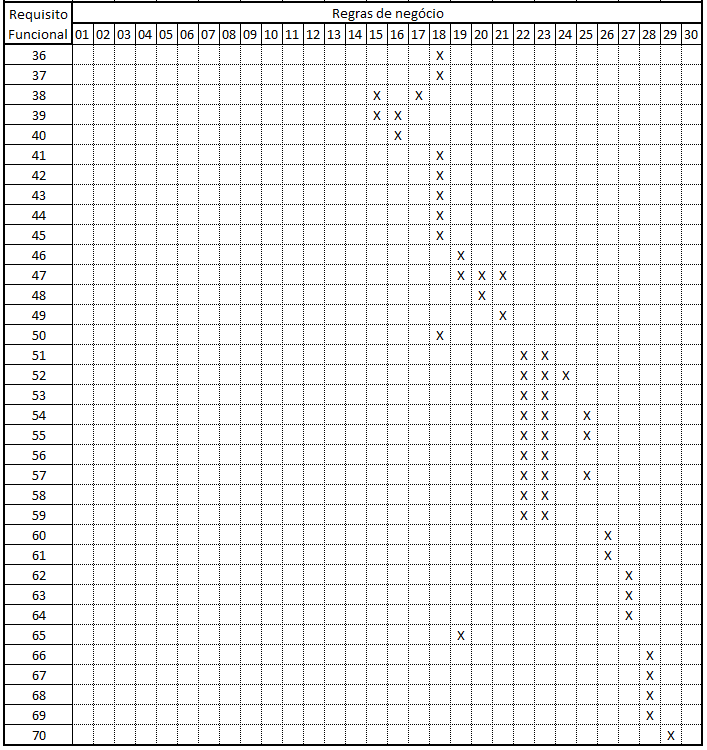 Requisito Funcional Regras de negócio
01 02 03 04 05 06 07 08 09 10 11 12 13 14 15 16 17 18 19 20 21 22 23 24 25 26 27 28 29 30
36 X
37 X
38 X X
39 X X
40 X
41 X
42 X
43 X
44 X
45 X
46 X
47 X X X
48 X
49 X
50 X
51 X X
52 X X X
53 X X
54 X X X
55 X X X
56 X X
57 X X X
58 X X
59 X X
60 X
61 X
62 X
63 X
64 X
65 X
66 X
67 X
68 X
69 X
70 X